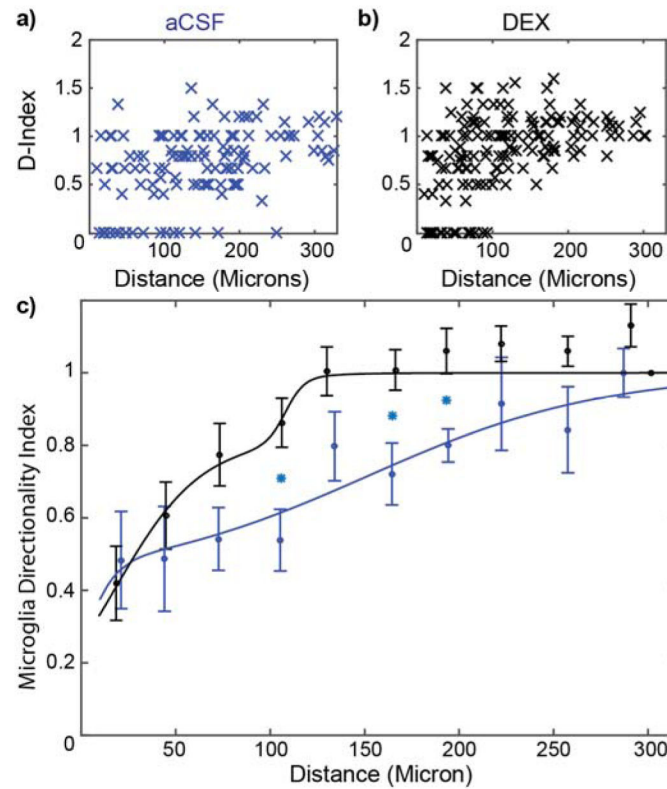 a) aCSF b) DEX
2 2
1.5 1.5
D-Index
1 1
0.5 0.5
0 0
100 200 300 100 200 300
Distance (Microns) Distance (Microns)
c)
Microglia Directionality Index
1
0.8
0.6
0.4
0.2
0
50 100 150 200 250 300
Distance (Micron)